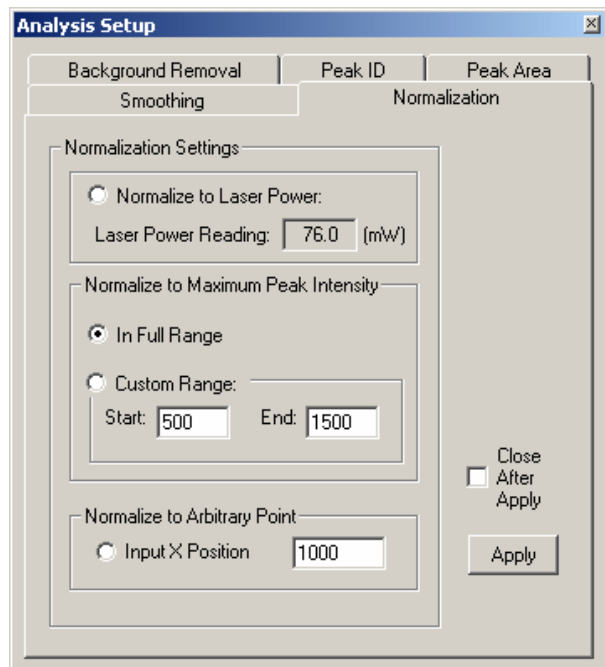 Analysis Setup
Background Removal
Peak ID
Peak Area
Smoothing
Normalization
Normalization Settings
Normalize to Laser Power:
Laser Power Reading: 76.0 (mW)
Normalize to Maximum Peak Intensity
In Full Range
Custom Range:
Start: 500 End: 1500
Normalize to Arbitrary Point
Input X Position 1000
Close
After
Apply
Apply